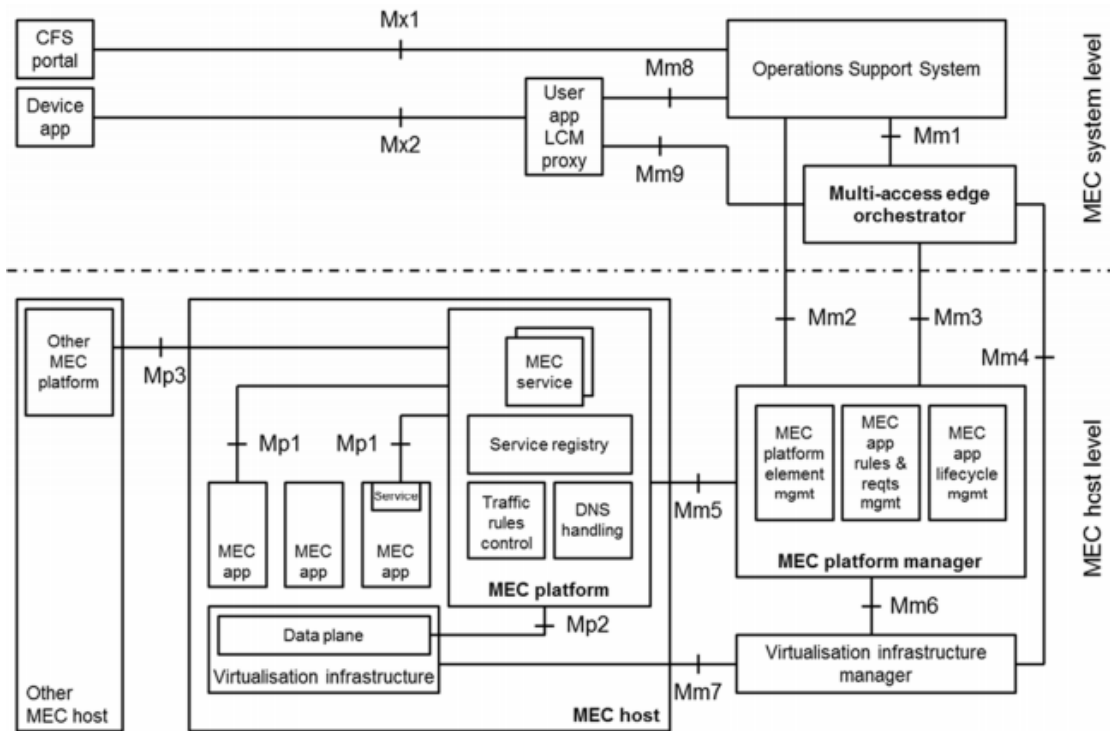 CFS
portal
Mx1
Operations Support System
MEC system level
Device
app
Mx2
User
app
LCM
proxy
Mm8
Mm9
Mm1
Multi-access edge
orchestrator
Other
MEC
platform
Mp3
MEC
service
Mm2
Mm3
Mm4
MEC host level
Mp1
Mp1
Service registry
MEC
platform
element
mgmt
MEC
app
rules &
reqts
mgmt
MEC
app
lifecycle
mgmt
Service
MEC
app
MEC
app
MEC
app
Traffic
rules
control
DNS
handling
Mm5
MEC platform
MEC platform manager
Mp2
Mm6
Data plane
Virtualisation infrastructure
Mm7
Virtualisation infrastructure
manager
Other
MEC host
MEC host